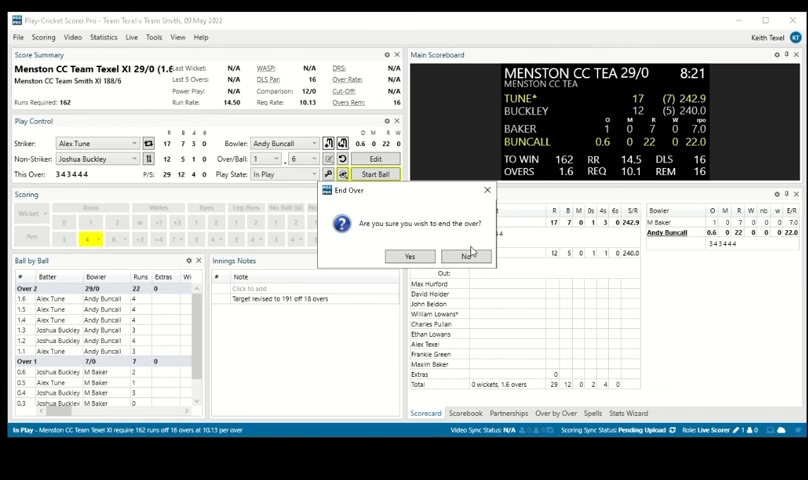 Play-Cricket Scorer Pro - Team Texel v Team Smith, 09 May 2022
File Scoring Video Statistics Live Tools View Help
Keith Texel KT
Score Summary
Menston CC Team Texel XI 29/0 (1.6
Menston CC Team Smith XI 188/6
Runs Required: 162
Last Wicket: N/A
Last 5 Overs: N/A
Power Play: N/A
Run Rate: 14.50
WASP: N/A
DLS Par: 16
Comparison: 12/0
Req Rate: 10.13
DRS: N/A
Over Rate: N/A
Cut-Off: N/A
Overs Rem: 16
Play Control
R B 4 6
O M R W
Striker: Alex Tune 17 7 3 0
Bowler: Andy Buncall 0.6 0 22 0
Non-Striker: Joshua Buckley 12 5 1 0
Over/Ball: 1 . 6 Edit
This Over: 3 4 3 4 4 4 P/S: 29 12 4 0
Play State: In Play Start Ball
Main Scoreboard
MENSTON CC TEA 29/0 8:21
MENSTON CC TEA
TUNE* 17 (7) 242.9
BUCKLEY 12 (5) 240.0
O M R W rpo
BAKER 1 0 7 0 7.0
BUNCALL 0.6 0 22 0 22.0
TO WIN 162 RR 14.5 DLS 16
OVERS 1.6 REQ 10.1 REM 16
Scoring
Runs Wides Byes Leg Byes No Ball
Wicket
0 1 2 w +1 +2
Pen 3 4 6 +3 +4
End Over
Are you sure you wish to end the over?
Yes No
Ball by Ball
# Batter Bowler Runs Extras Wi
Over 2 29/0 22 0
1.6 Alex Tune Andy Buncall 4
1.5 Alex Tune Andy Buncall 4
1.4 Alex Tune Andy Buncall 4
1.3 Joshua Buckley Andy Buncall 3
1.2 Joshua Buckley Andy Buncall 4
1.1 Alex Tune Andy Buncall 3
Over 1 7/0 7 0
0.6 Joshua Buckley M Baker 2
0.5 Alex Tune M Baker 1
0.4 Joshua Buckley M Baker 3
0.3 Joshua Buckley M Baker 0
Innings Notes
# Note
Click to add
1 Target revised to 191 off 18 overs
R B M 0s 4s 6s S/R
17 7 0 3 0 242.9
12 5 0 1 0 240.0
Out:
Max Hurford
David Holder
John Beldon
William Lowans†
Charles Pullan
Ethan Lowans
Alex Texel
Frankie Green
Maxim Baker
Extras 0
Total 0 wickets, 1.6 overs 29 12 0 2 4 0
Bowler O M R W nb w E/R
M Baker 1 0 7 0 0 0 7.0
Andy Buncall 0.6 0 22 0 0 0 22.0
3 4 3 4 4 4
Scorecard Scorebook Partnerships Over by Over Spells Stats Wizard
In Play - Menston CC Team Texel XI require 162 runs off 16 overs at 10.13 per over
Video Sync Status: N/A
Scoring Sync Status: Pending Upload
Role: Live Scorer 1 0